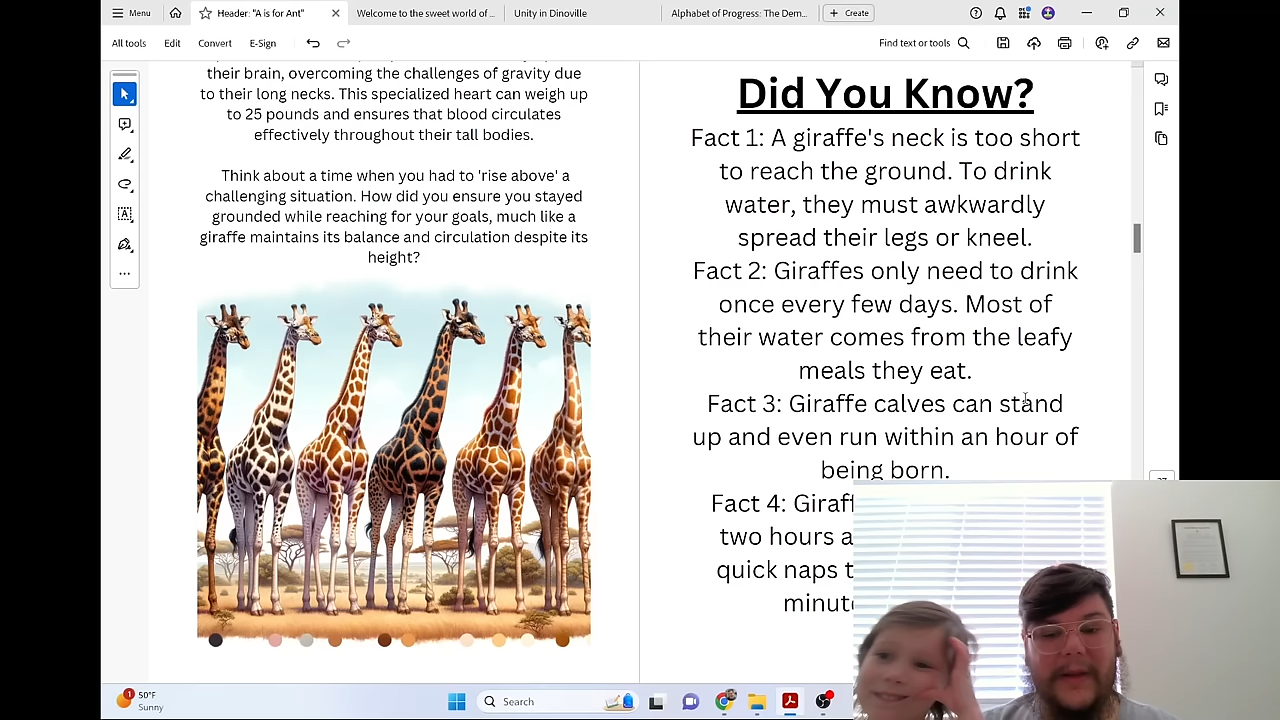 Menu
Header: "A is for Ant"
Welcome to the sweet world of ...
Unity in Unoville
Alphabet of Progress: The Dem...
Create
All tools
Edit
Convert
E-Sign
Find text or tools
their brain, overcoming the challenges of gravity due
to their long necks. This specialized heart can weigh up
to 25 pounds and ensures that blood circulates
effectively throughout their tall bodies.
Think about a time when you had to 'rise above' a
challenging situation. How did you ensure you stayed
grounded while reaching for your goals, much like a
giraffe maintains its balance and circulation despite its
height?
Did You Know?
Fact 1: A giraffe's neck is too short
to reach the ground. To drink
water, they must awkwardly
spread their legs or kneel.
Fact 2: Giraffes only need to drink
once every few days. Most of
their water comes from the leafy
meals they eat.
Fact 3: Giraffe calves can stand
up and even run within an hour of
being born.
Fact 4: Giraff
two hours a
quick naps t
minut
1
50°F
Sunny
Search